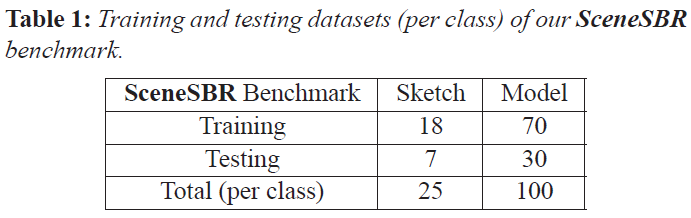 Table 1: Training and testing datasets (per class) of our SceneSBR
benchmark.
SceneSBR Benchmark Sketch Model
Training 18 70
Testing 7 30
Total (per class) 25 100